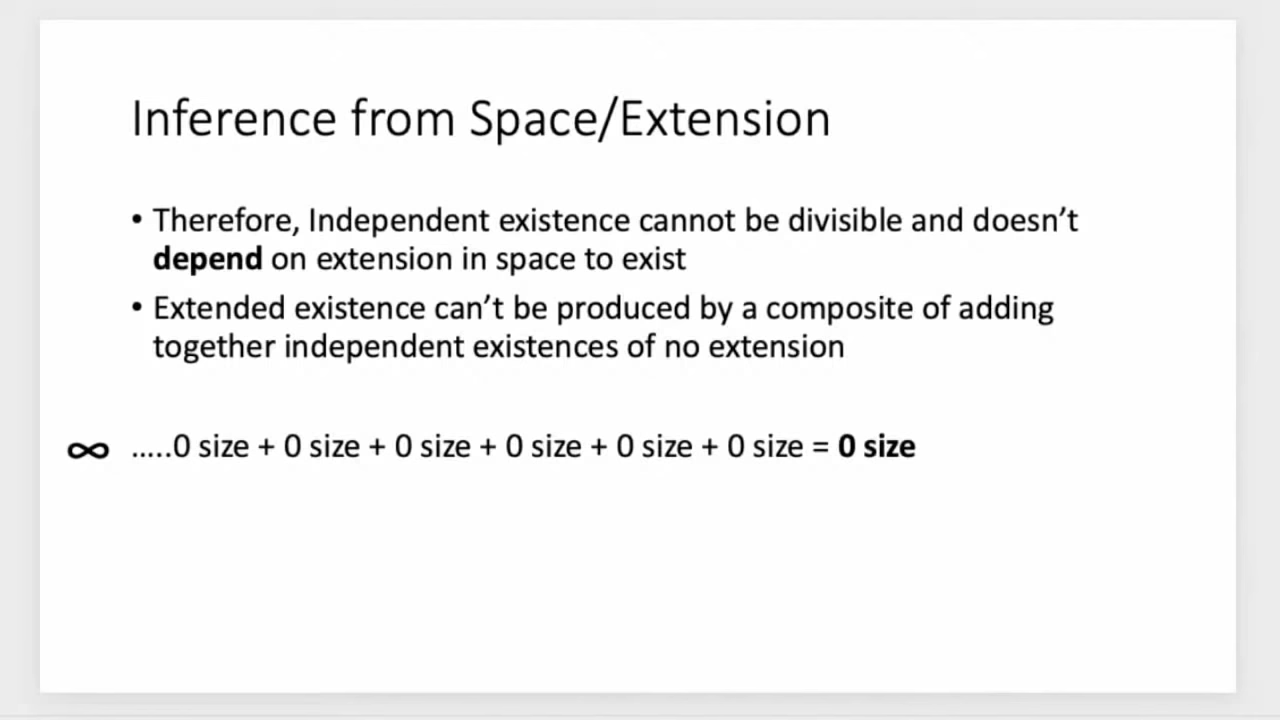 Inference from Space/Extension
• Therefore, Independent existence cannot be divisible and doesn’t
depend on extension in space to exist
• Extended existence can’t be produced by a composite of adding
together independent existences of no extension
∞ .....0 size + 0 size + 0 size + 0 size + 0 size + 0 size = 0 size